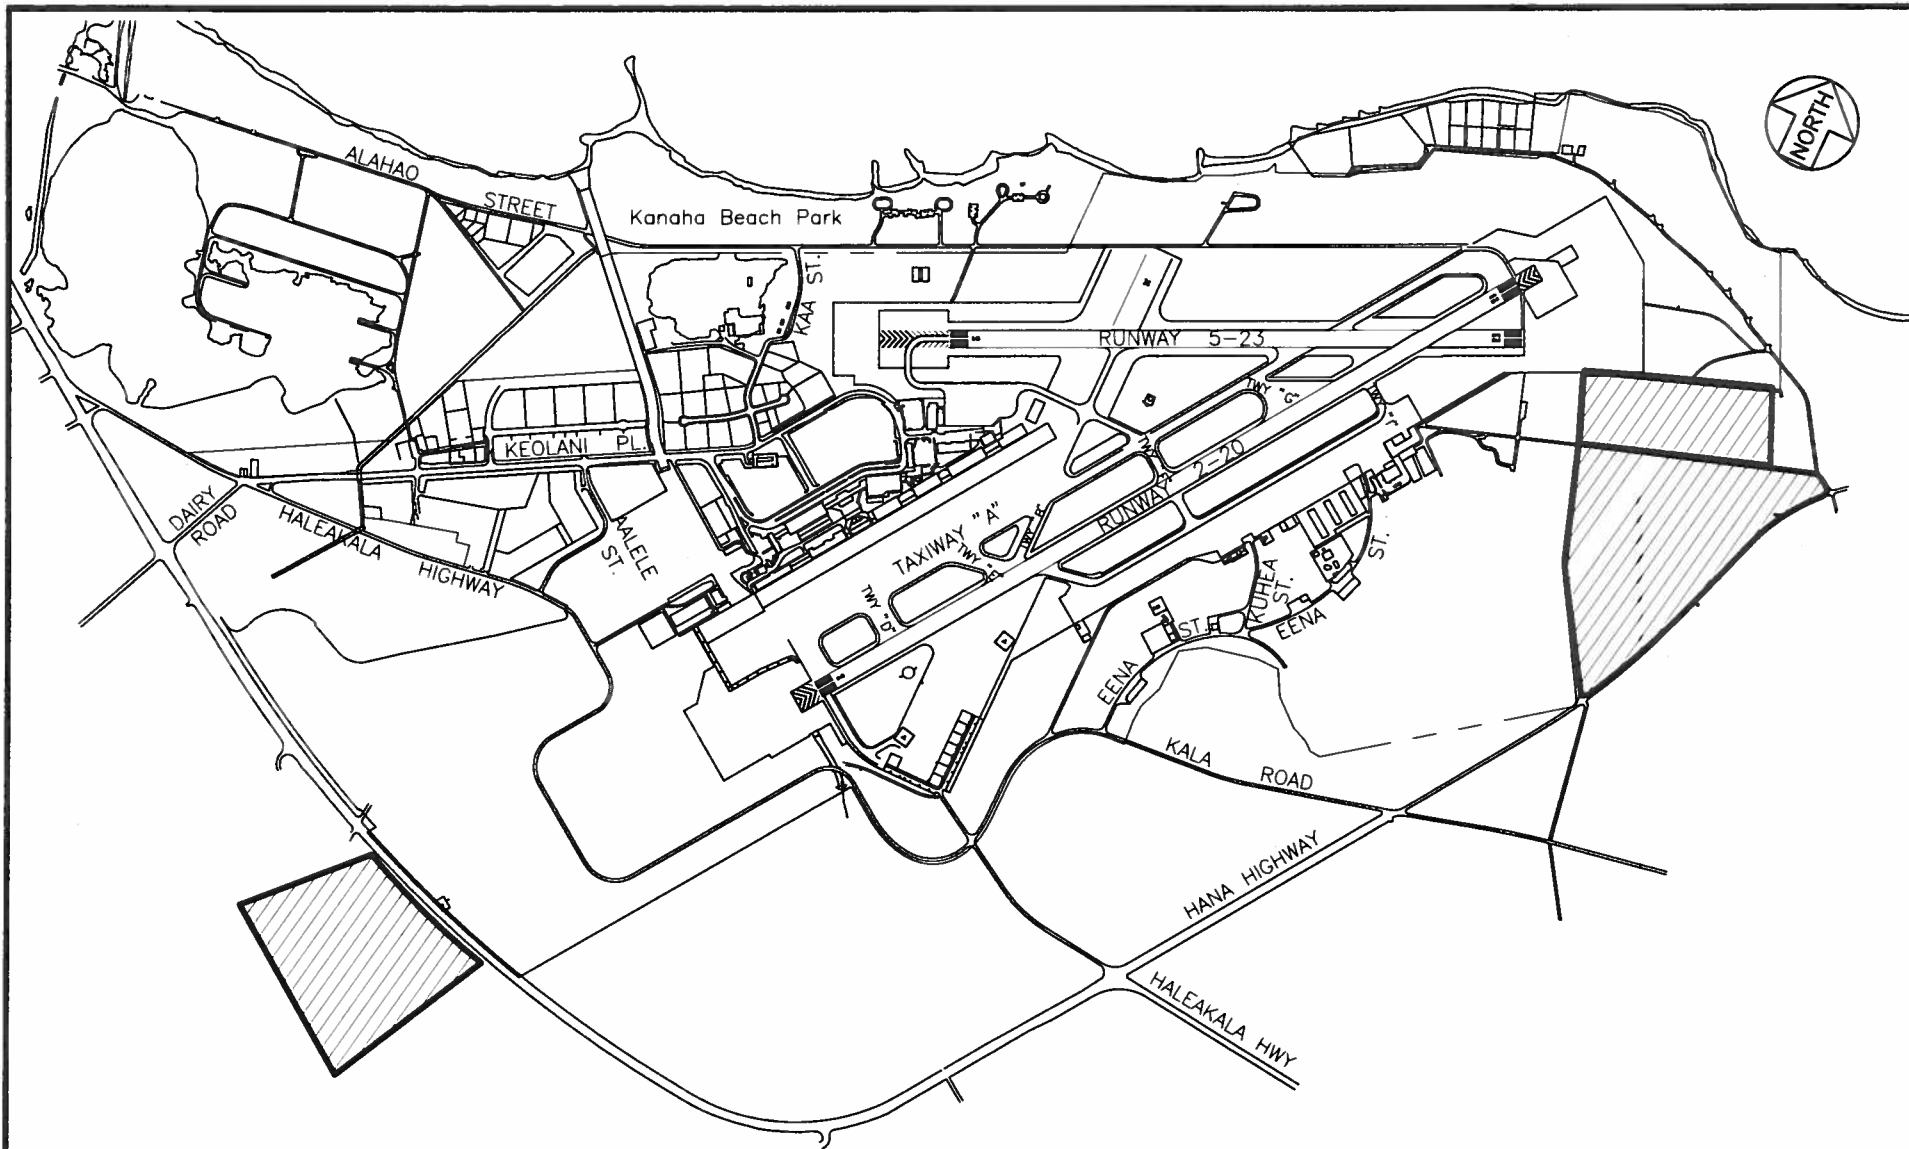 NORTH
ALAHAO
STREET
Kanaha Beach Park
KAA ST.
RUNWAY 5-23
TWY "G"
KEOLANI PL.
DAIRY
ROAD
HALEAKALA
HIGHWAY
AALELE
ST.
TAXIWAY "A"
RUNWAY 2-20
TWY "D"
KUHEA
ST.
ST.
EENA
ST.
EENA
KALA
ROAD
HANA HIGHWAY
HALEAKALA HWY